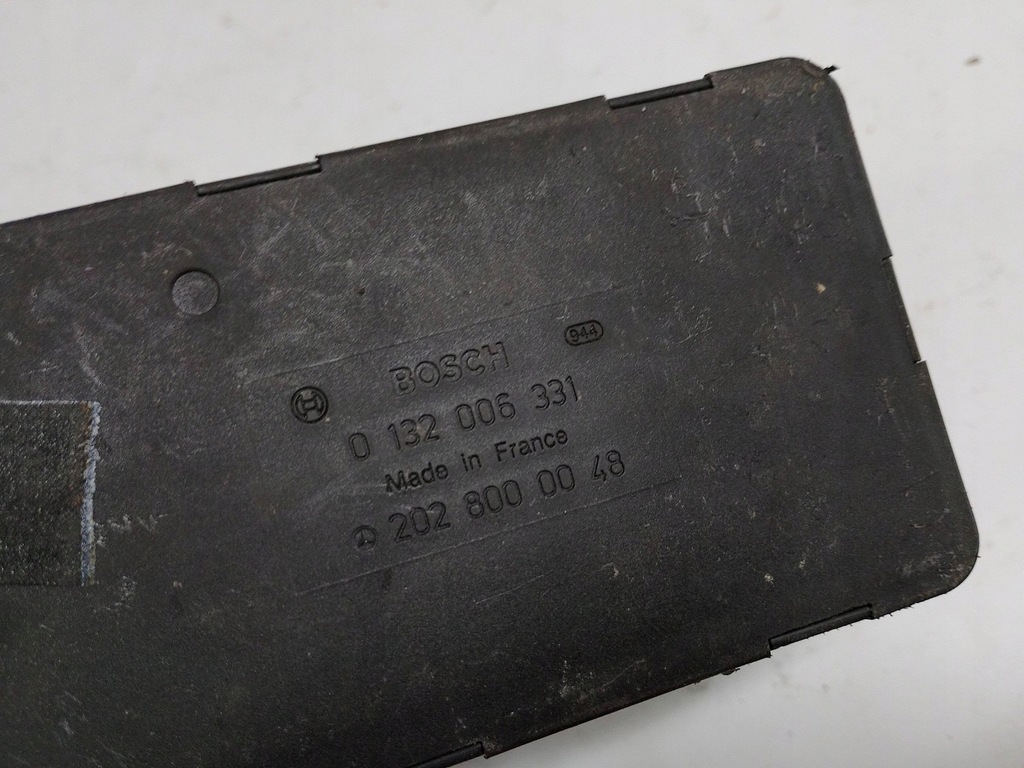 BOSCH 944
0 132 006 331
Made in France
202 800 00 48